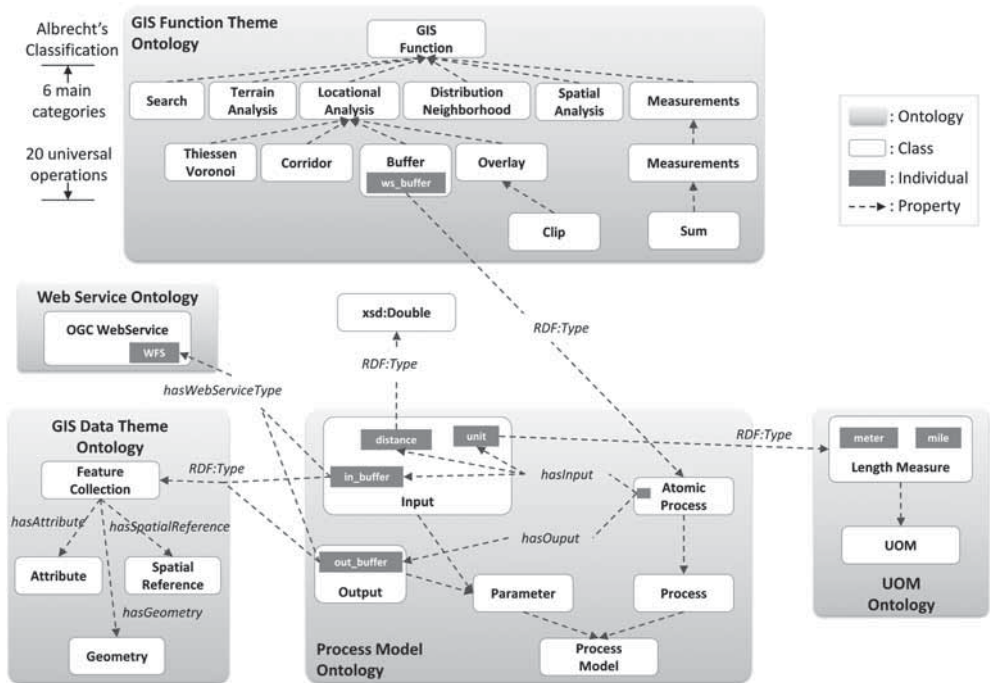 Albrecht's
Classification
6 main
categories
20 universal
operations
GIS Function Theme
Ontology
GIS
Function
Search
Terrain
Analysis
Locational
Analysis
Distribution
Neighborhood
Spatial
Analysis
Measurements
Thiessen
Voronoi
Corridor
Buffer
ws_buffer
Overlay
Measurements
Clip
Sum
: Ontology
: Class
: Individual
: Property
Web Service Ontology
OGC WebService
WFS
xsd:Double
RDF:Type
RDF:Type
hasWebServiceType
GIS Data Theme
Ontology
Feature
Collection
RDF:Type
hasAttribute
hasSpatialReference
Attribute
Spatial
Reference
hasGeometry
Geometry
distance
unit
in_buffer
Input
hasInput
Atomic
Process
hasOuput
out_buffer
Output
Parameter
Process
Process
Model
Process Model
Ontology
RDF:Type
meter
mile
Length Measure
UOM
UOM
Ontology